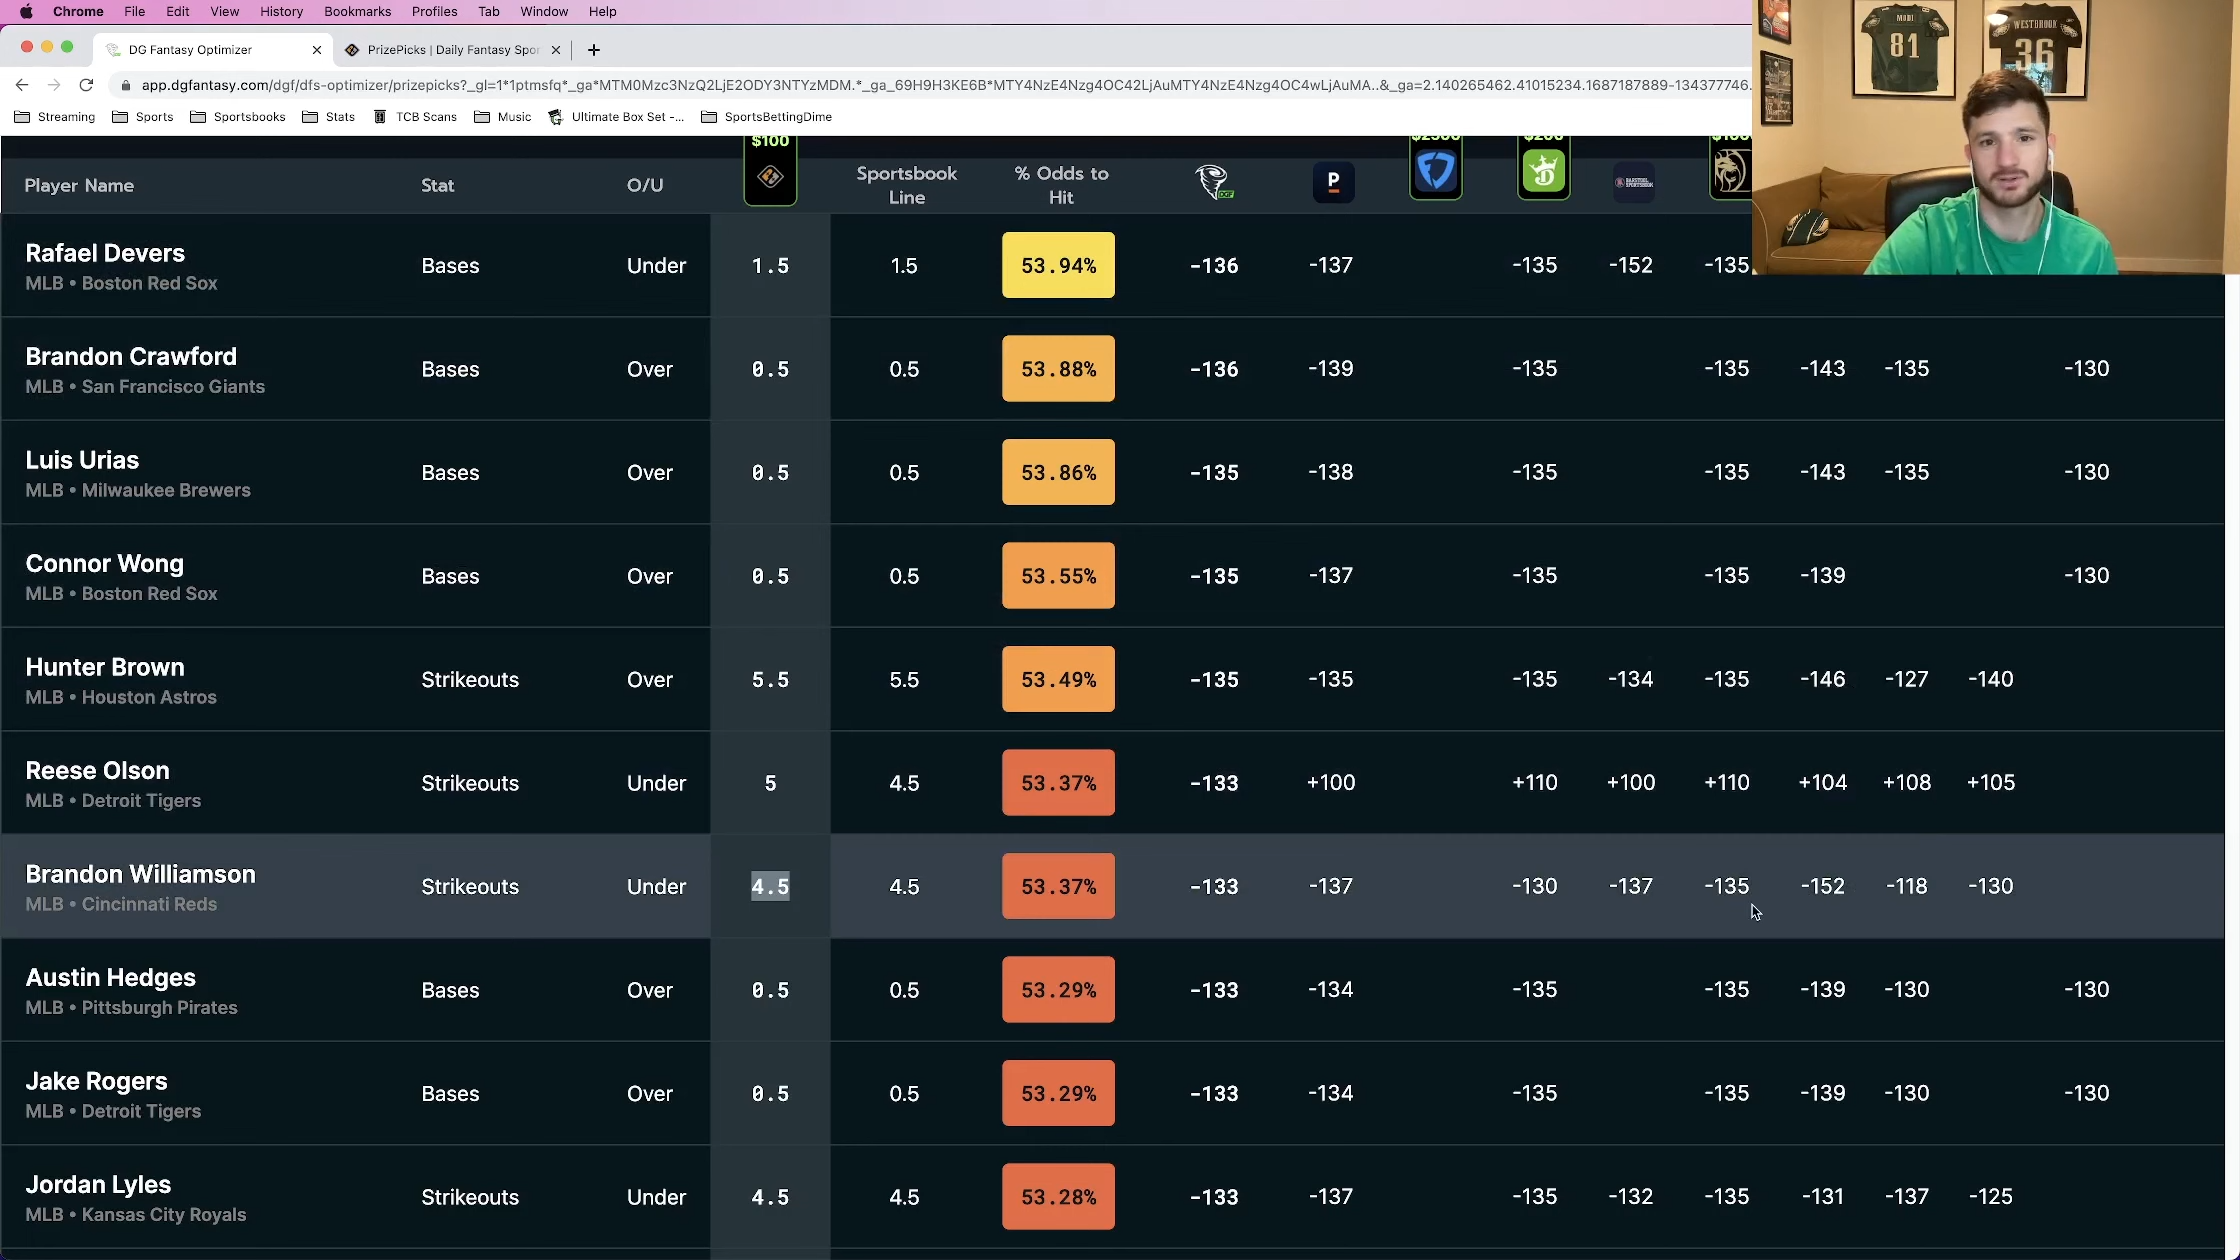 Chrome File Edit View History Bookmarks Profiles Tab Window Help
DG Fantasy Optimizer
PrizePicks | Daily Fantasy Spor
app.dgfantasy.com/dgf/dfs-optimizer/prizepicks?_gl=1*1ptmsfq*_ga*MTM0Mzc3NzQ2LjE2ODY3NTYzMDM.*_ga_69H9H3KE6B*MTY4NzE4Nzg4OC42LjAuMTY4NzE4Nzg4OC4wLjAuMA..&_ga=2.140265462.41015234.1687187889-134377746.
Streaming Sports Sportsbooks Stats TCB Scans Music Ultimate Box Set -... SportsBettingDime
MOBI
81
WESTBROOK
36
$100
Player Name Stat O/U Sportsbook Line % Odds to Hit
DGF
P
BARSTOOL SPORTSBOOK
Rafael Devers
MLB • Boston Red Sox
Bases Under 1.5 1.5 53.94% -136 -137 -135 -152 -135
Brandon Crawford
MLB • San Francisco Giants
Bases Over 0.5 0.5 53.88% -136 -139 -135 -135 -143 -135 -130
Luis Urias
MLB • Milwaukee Brewers
Bases Over 0.5 0.5 53.86% -135 -138 -135 -135 -143 -135 -130
Connor Wong
MLB • Boston Red Sox
Bases Over 0.5 0.5 53.55% -135 -137 -135 -135 -139 -130
Hunter Brown
MLB • Houston Astros
Strikeouts Over 5.5 5.5 53.49% -135 -135 -135 -134 -135 -146 -127 -140
Reese Olson
MLB • Detroit Tigers
Strikeouts Under 5 4.5 53.37% -133 +100 +110 +100 +110 +104 +108 +105
Brandon Williamson
MLB • Cincinnati Reds
Strikeouts Under 4.5 4.5 53.37% -133 -137 -130 -137 -135 -152 -118 -130
Austin Hedges
MLB • Pittsburgh Pirates
Bases Over 0.5 0.5 53.29% -133 -134 -135 -135 -139 -130 -130
Jake Rogers
MLB • Detroit Tigers
Bases Over 0.5 0.5 53.29% -133 -134 -135 -135 -139 -130 -130
Jordan Lyles
MLB • Kansas City Royals
Strikeouts Under 4.5 4.5 53.28% -133 -137 -135 -132 -135 -131 -137 -125